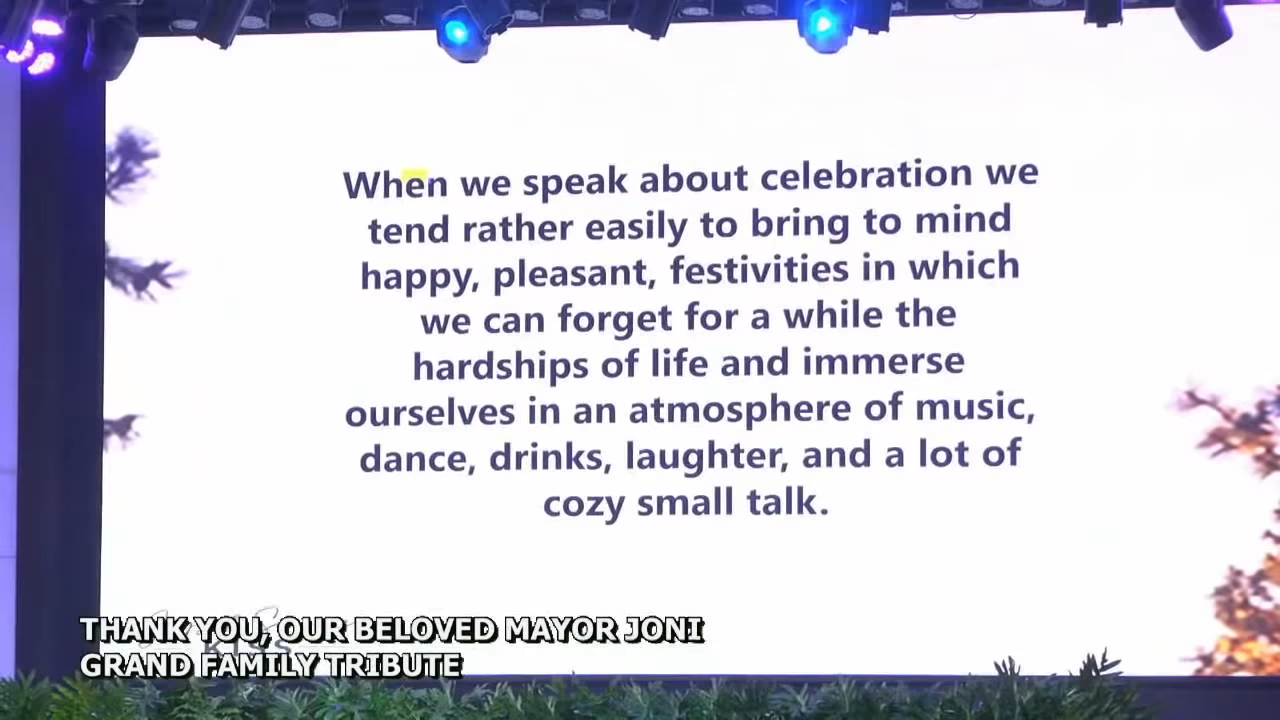 When we speak about celebration we
tend rather easily to bring to mind
happy, pleasant, festivities in which
we can forget for a while the
hardships of life and immerse
ourselves in an atmosphere of music,
dance, drinks, laughter, and a lot of
cozy small talk.
THANK YOU, OUR BELOVED MAYOR JONI
GRAND FAMILY TRIBUTE